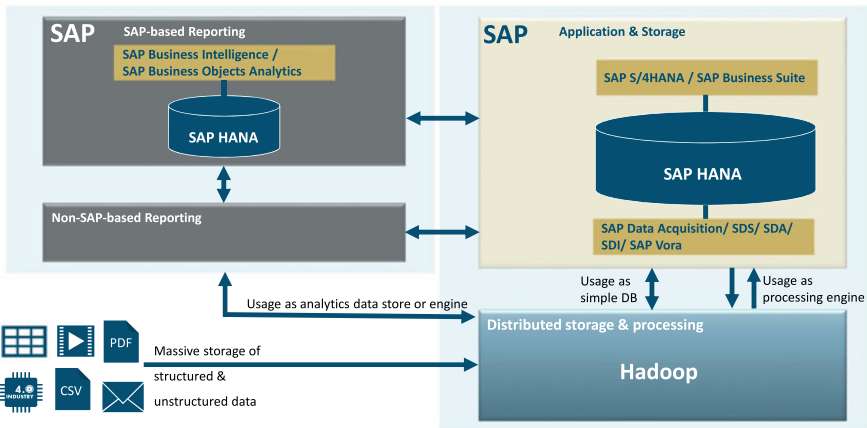 SAP
SAP-based Reporting
SAP Business Intelligence /
SAP Business Objects Analytics
SAP HANA
Non-SAP-based Reporting
SAP
Application & Storage
SAP S/4HANA / SAP Business Suite
SAP HANA
SAP Data Acquisition/ SDS/ SDA/
SDI/ SAP Vora
Usage as
simple DB
Usage as
processing engine
Usage as analytics data store or engine
Distributed storage & processing
Hadoop
PDF
4.0
INDUSTRY
CSV
Massive storage of
structured &
unstructured data